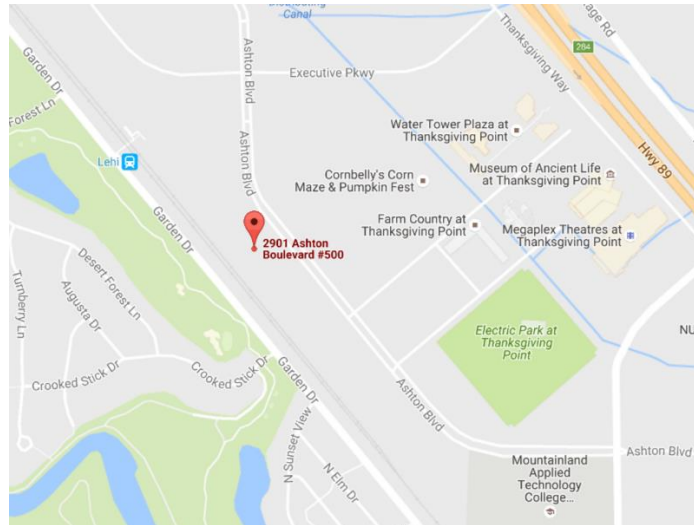 Canal
Garden Dr
Ashton Blvd
Executive Pkwy
Thanksgiving Way
284
Rd
Hwy 89
Forest Ln
Lehi
Ashton Blvd
Water Tower Plaza at
Thanksgiving Point
Cornbelly's Corn
Maze & Pumpkin Fest
Museum of Ancient Life
at Thanksgiving Point
Farm Country at
Thanksgiving Point
Megaplex Theatres at
Thanksgiving Point
Garden Dr
2901 Ashton
Boulevard #500
Desert Forest Ln
Turnberry Ln
Augusta Dr
Crooked Stick Dr
Crooked Stick Dr
Garden Dr
Electric Park at
Thanksgiving
Point
NU
Ashton Blvd
N Sunset View
N Elm Dr
Ashton Blvd
Mountainland
Applied
Technology
College...